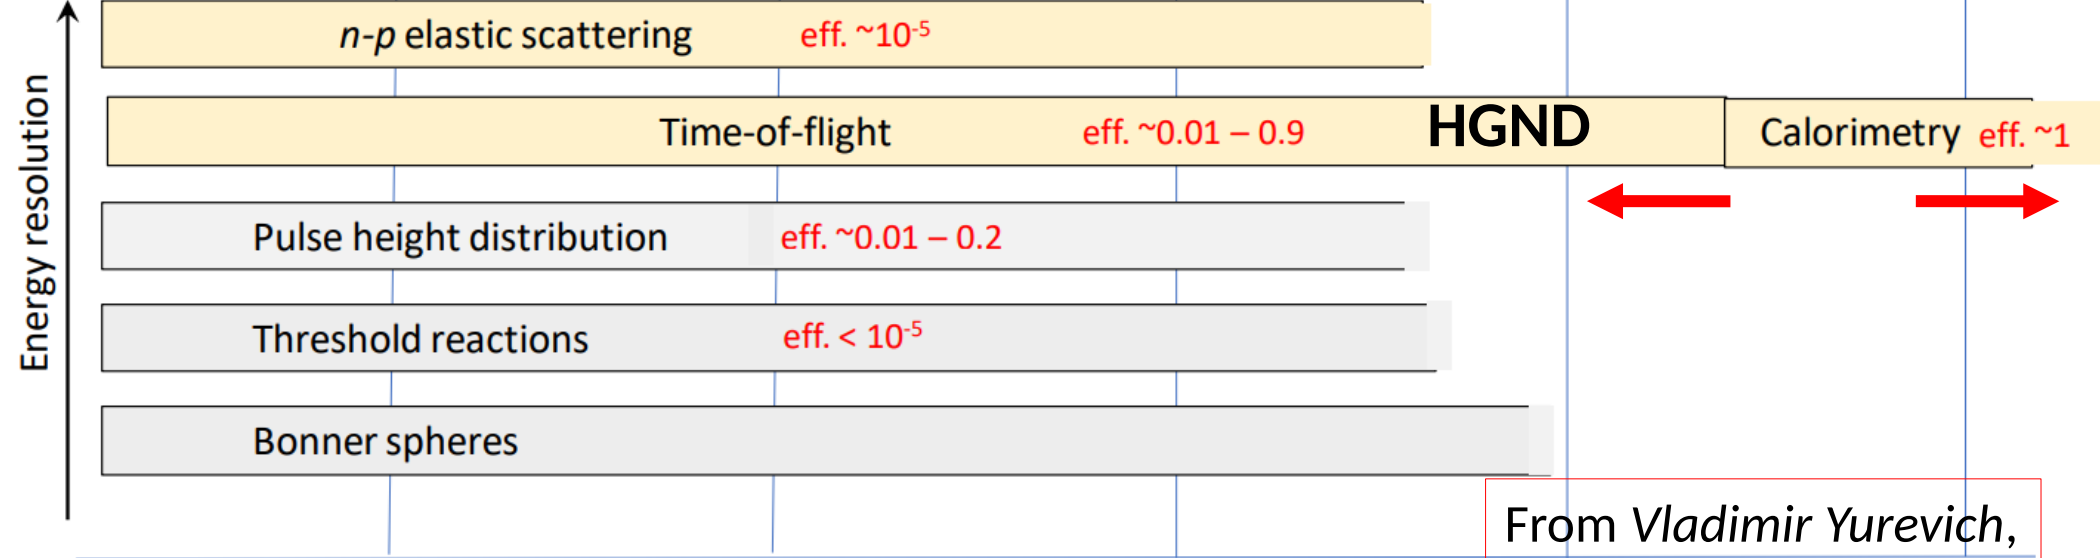 Energy resolution
n-p elastic scattering eff. ~10⁻⁵
Time-of-flight eff. ~0.01 – 0.9 HGND Calorimetry eff. ~1
Pulse height distribution eff. ~0.01 – 0.2
Threshold reactions eff. < 10⁻⁵
Bonner spheres
From Vladimir Yurevich,